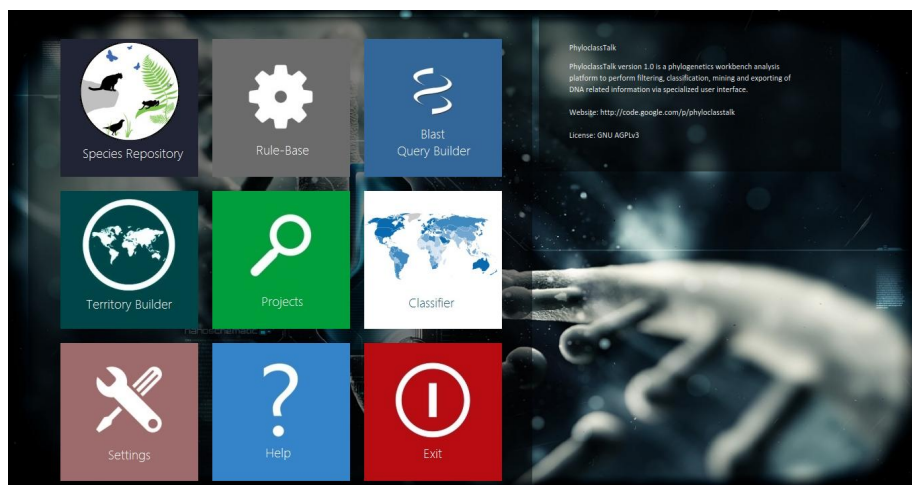 Species Repository
Rule-Base
Blast
Query Builder
PhyloclassTalk
PhyloclassTalk version 1.0 is a phylogenetics workbench analysis
platform to perform filtering, classification, mining and exporting of
DNA related information via specialized user interface.
Website: http://code.google.com/p/phyloclasstalk
License: GNU AGPLv3
Territory Builder
Projects
Classifier
nanoschematic
Settings
Help
Exit